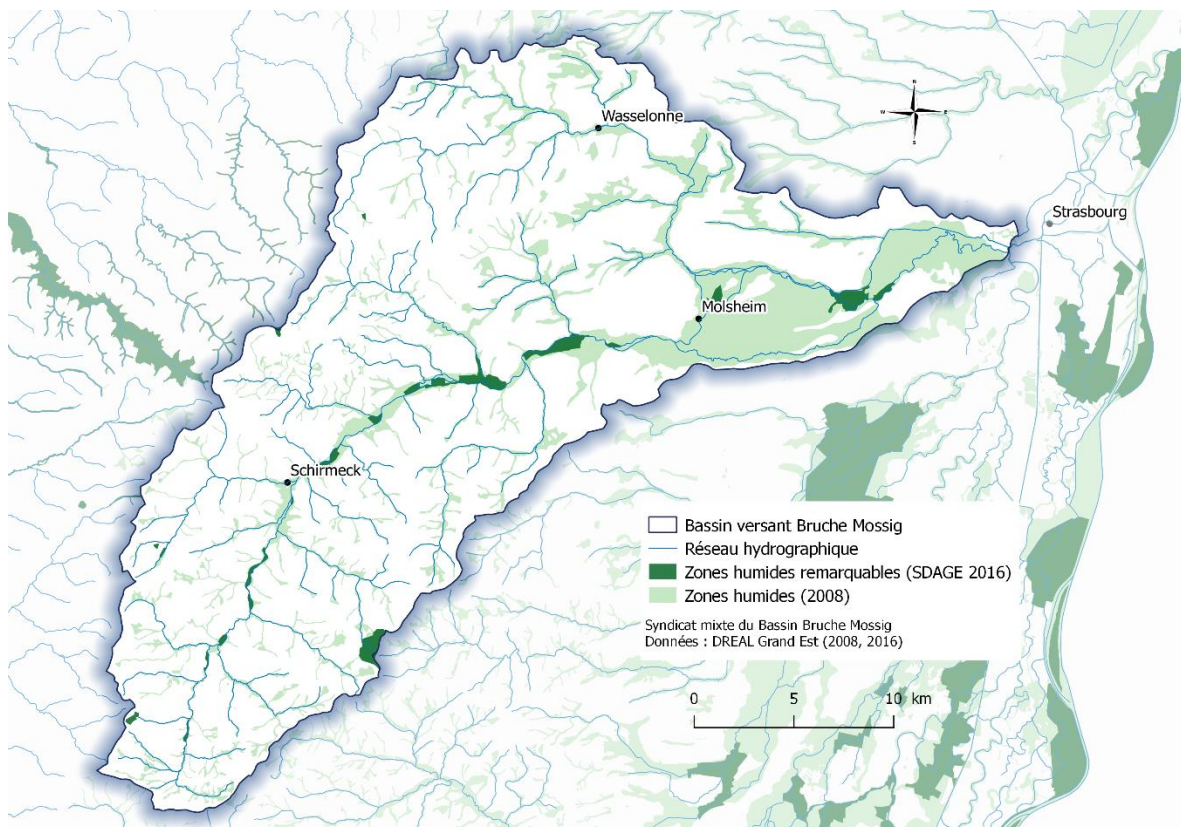 N
W
E
S
Wasselonne
Strasbourg
Molsheim
Schirmeck
Bassin versant Bruche Mossig
Réseau hydrographique
Zones humides remarquables (SDAGE 2016)
Zones humides (2008)
Syndicat mixte du Bassin Bruche Mossig
Données : DREAL Grand Est (2008, 2016)
0 5 10 km